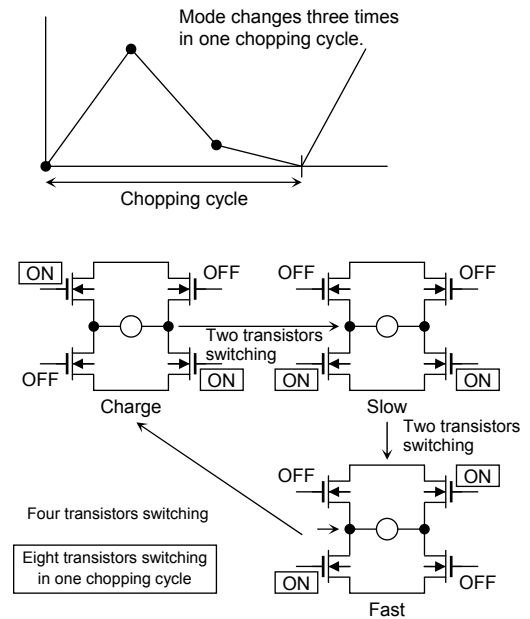 Mode changes three times
in one chopping cycle.
Chopping cycle
ON
OFF
OFF
ON
Charge
Two transistors
switching
OFF
OFF
ON
ON
Slow
Two transistors
switching
OFF
ON
ON
OFF
Fast
Four transistors switching
Eight transistors switching
in one chopping cycle